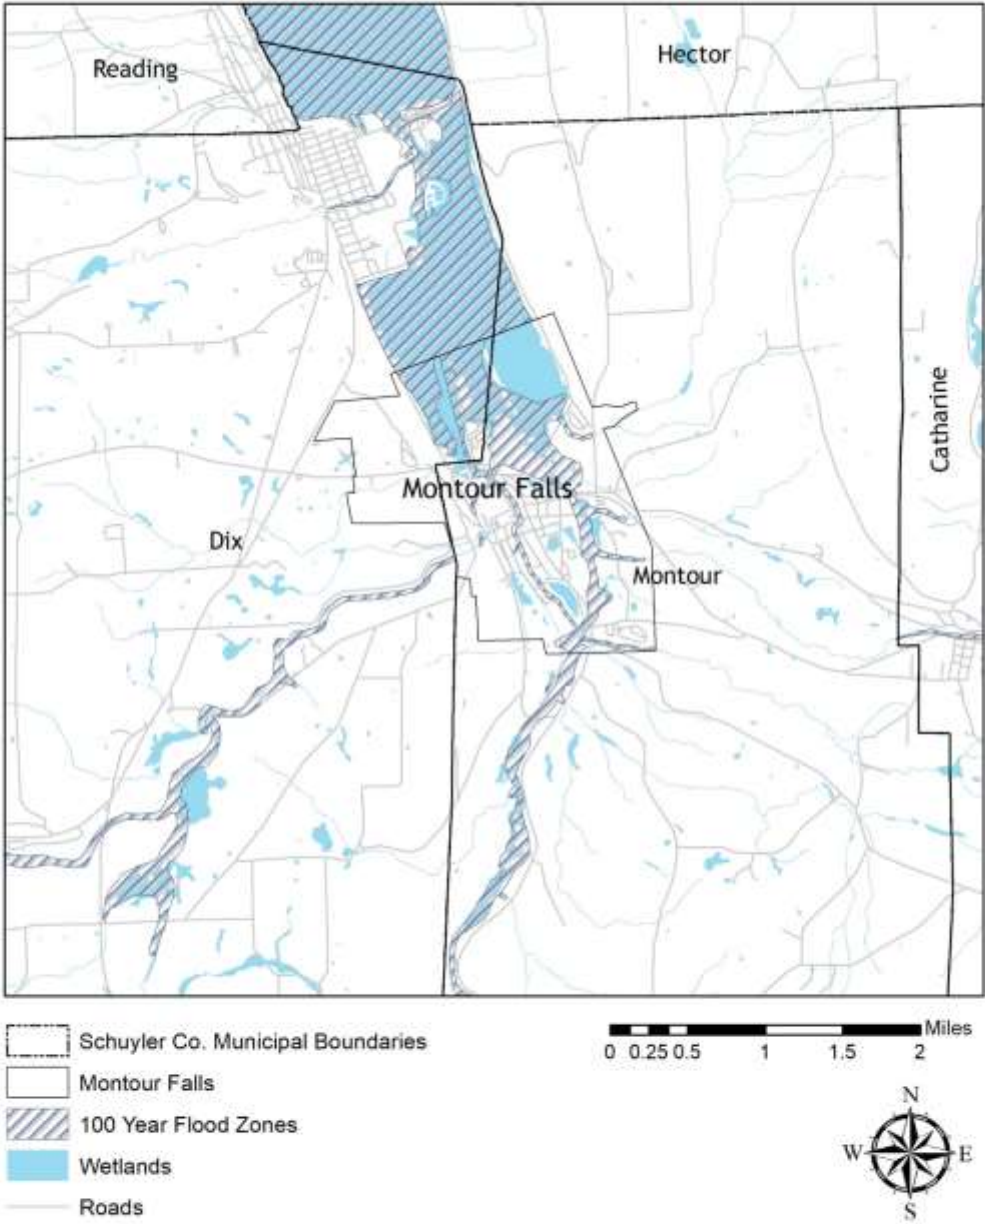 Reading
Hector
Catharine
Montour Falls
Dix
Montour
Schuyler Co. Municipal Boundaries
Montour Falls
100 Year Flood Zones
Wetlands
Roads
Miles
0 0.25 0.5 1 1.5 2
N
W E
S